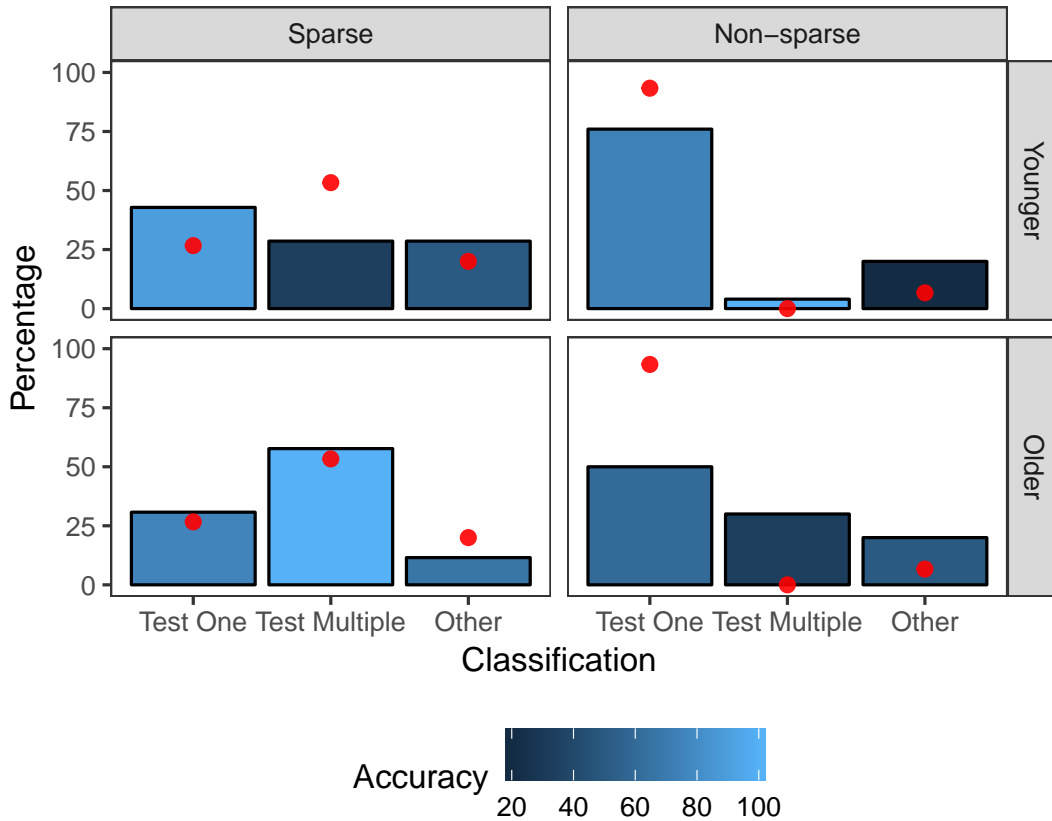 Sparse
Non−sparse
Percentage
100
75
50
25
0
Younger
100
75
50
25
0
Older
Test One Test Multiple Other
Test One Test Multiple Other
Classification
Accuracy
20 40 60 80 100